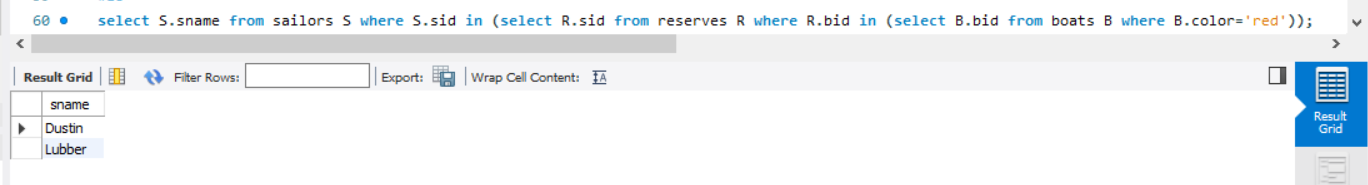 60 select S.sname from sailors S where S.sid in (select R.sid from reserves R where R.bid in (select B.bid from boats B where B.color='red'));
Result Grid Filter Rows: Export: Wrap Cell Content: IA
sname
Dustin
Lubber
Result
Grid